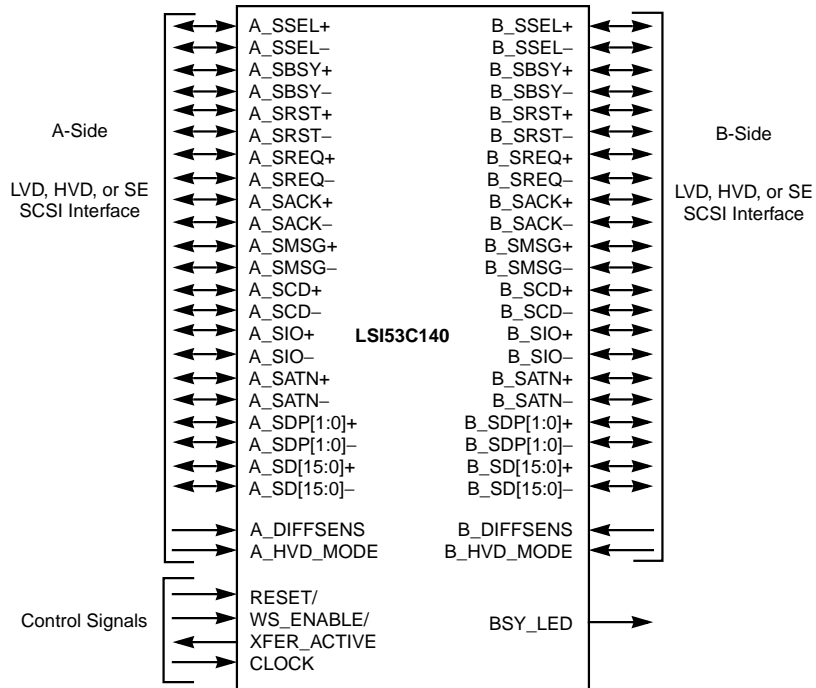 A_SSEL+ B_SSEL+
A_SSEL– B_SSEL–
A_SBSY+ B_SBSY+
A_SBSY– B_SBSY–
A_SRST+ B_SRST+
A-Side A_SRST– B_SRST– B-Side
A_SREQ+ B_SREQ+
A_SREQ– B_SREQ–
LVD, HVD, or SE A_SACK+ B_SACK+ LVD, HVD, or SE
SCSI Interface A_SACK– B_SACK– SCSI Interface
A_SMSG+ B_SMSG+
A_SMSG– B_SMSG–
A_SCD+ B_SCD+
A_SCD– B_SCD–
A_SIO+ LSI53C140 B_SIO+
A_SIO– B_SIO–
A_SATN+ B_SATN+
A_SATN– B_SATN–
A_SDP[1:0]+ B_SDP[1:0]+
A_SDP[1:0]– B_SDP[1:0]–
A_SD[15:0]+ B_SD[15:0]+
A_SD[15:0]– B_SD[15:0]–
A_DIFFSENS B_DIFFSENS
A_HVD_MODE B_HVD_MODE
RESET/
Control Signals WS_ENABLE/ BSY_LED
XFER_ACTIVE
CLOCK